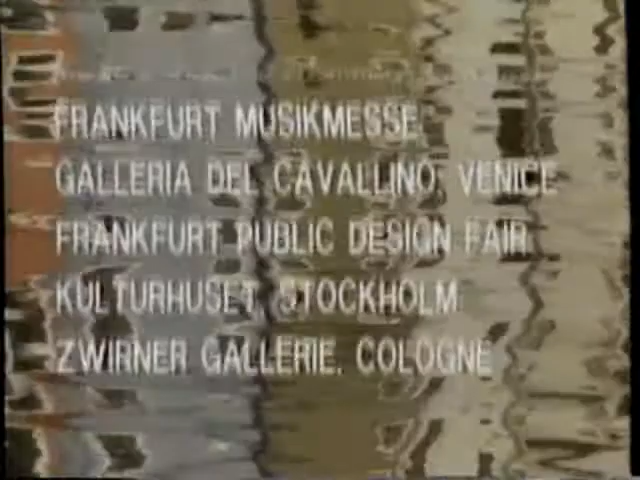 FRANKFURT MUSIKMESSE
GALLERIA DEL CAVALLINO, VENICE
FRANKFURT PUBLIC DESIGN FAIR
KULTURHUSET, STOCKHOLM
ZWIRNER GALLERIE, COLOGNE